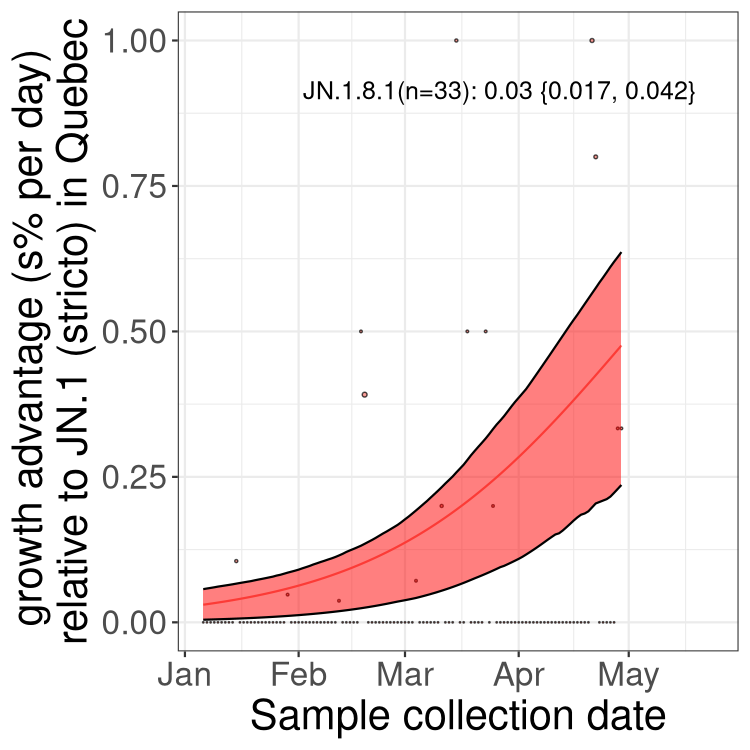 growth advantage (s% per day)
relative to JN.1 (stricto) in Quebec
1.00
0.75
0.50
0.25
0.00
JN.1.8.1(n=33): 0.03 {0.017, 0.042}
Jan Feb Mar Apr May
Sample collection date